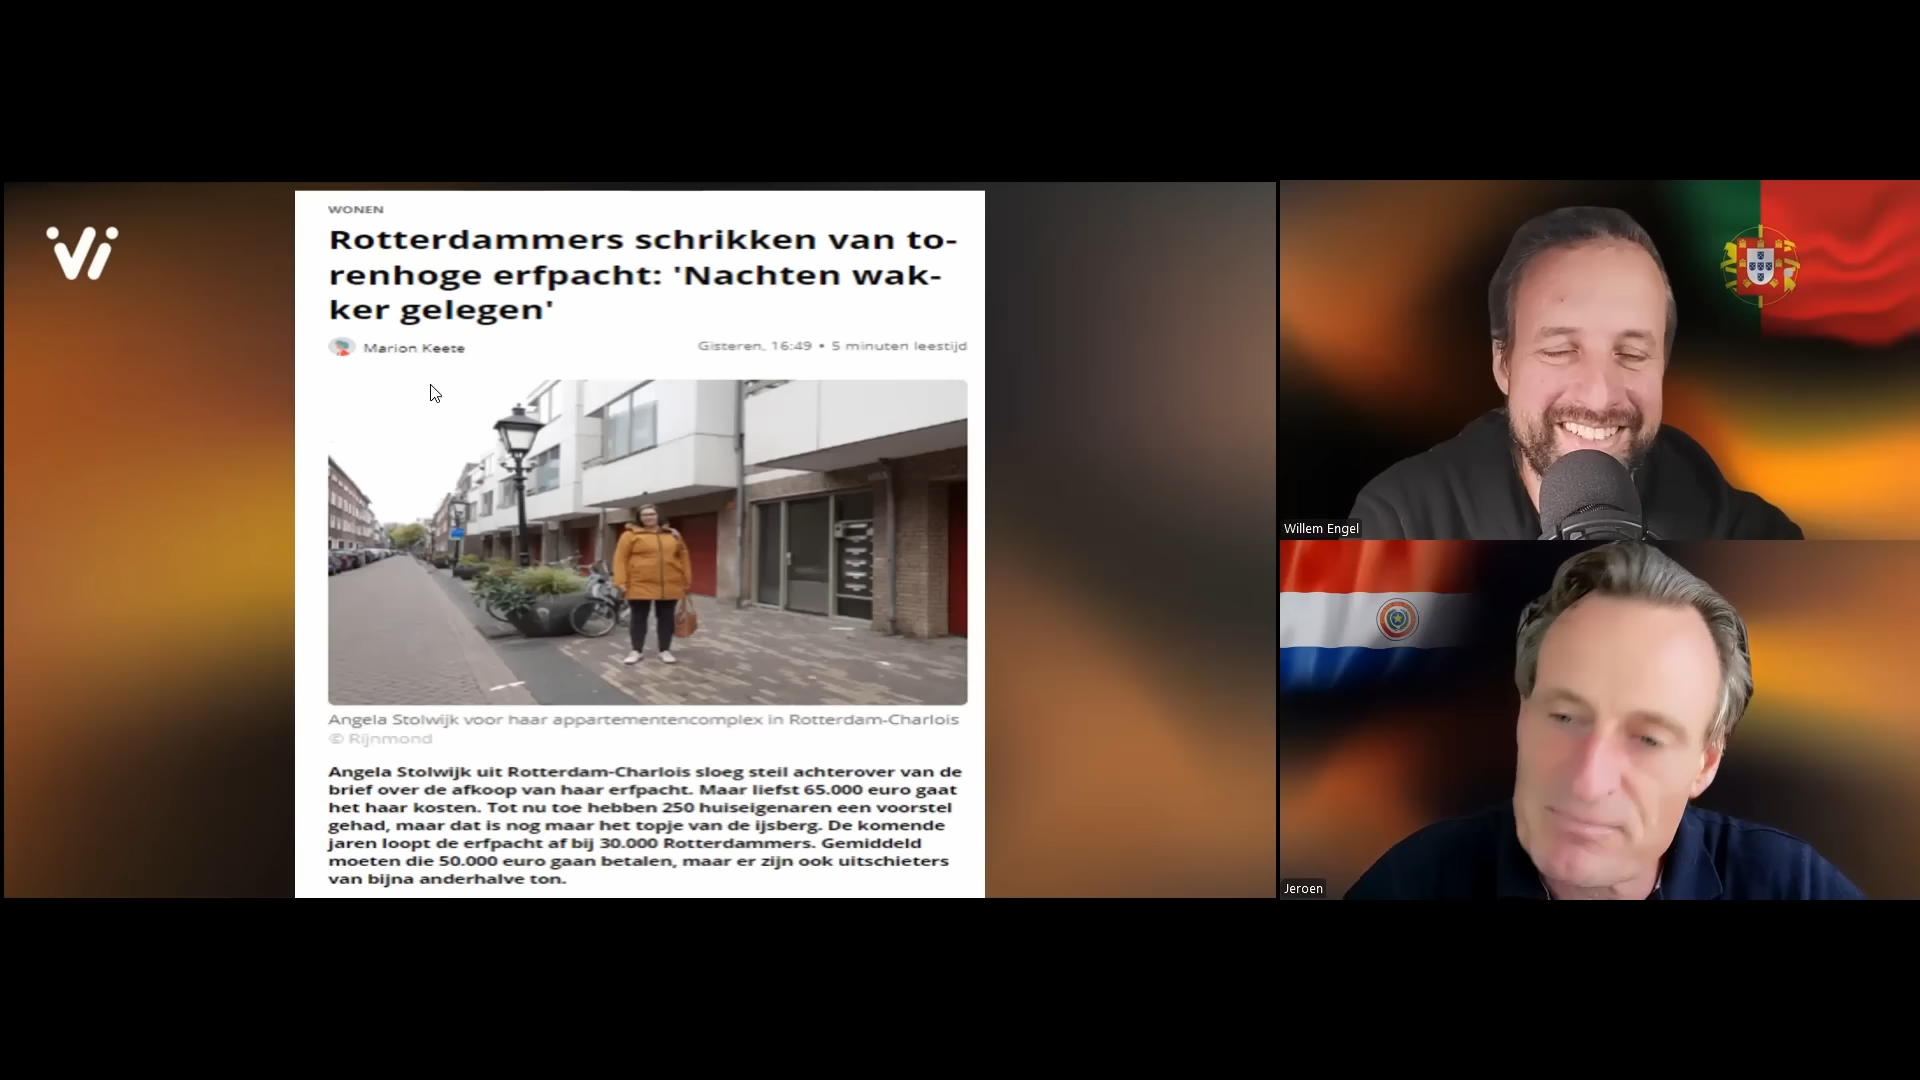 WONEN
Rotterdammers schrikken van to-
renhoge erfpacht: 'Nachten wak-
ker gelegen'
Marion Keete
Gisteren, 16:49 • 5 minuten leestijd
Angela Stolwijk voor haar appartementencomplex in Rotterdam-Charlois
© Rijnmond
Angela Stolwijk uit Rotterdam-Charlois sloeg steil achterover van de
brief over de afkoop van haar erfpacht. Maar liefst 65.000 euro gaat
het haar kosten. Tot nu toe hebben 250 huiseigenaren een voorstel
gehad, maar dat is nog maar het topje van de ijsberg. De komende
jaren loopt de erfpacht af bij 30.000 Rotterdammers. Gemiddeld
moeten die 50.000 euro gaan betalen, maar er zijn ook uitschieters
van bijna anderhalve ton.
Willem Engel
Jeroen